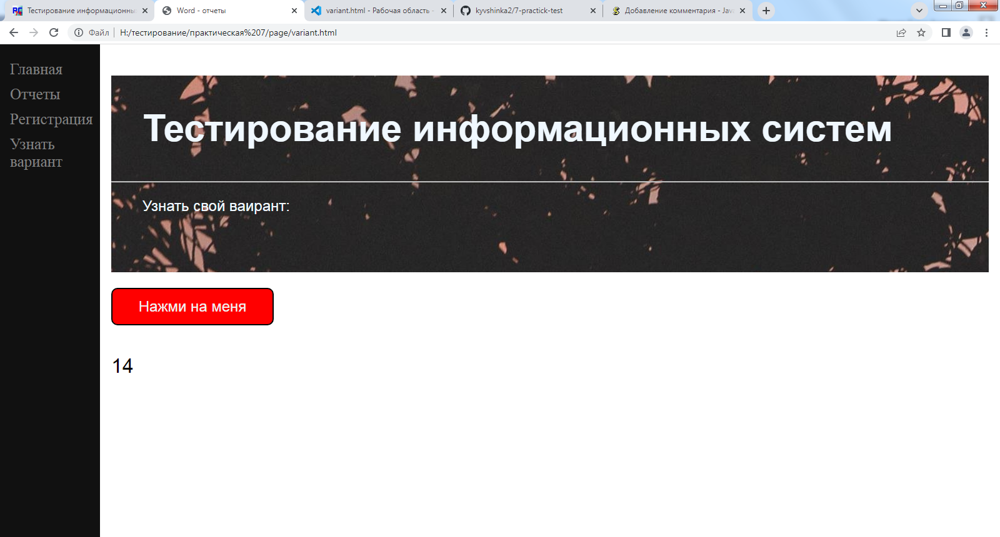 Тестирование информационны
Word - отчеты
variant.html - Рабочая область -
kyvshinka2/7-practick-test
Добавление комментария - Jav
Файл
H:/тестирование/практическая%207/page/variant.html
Главная
Отчеты
Регистрация
Узнать
вариант
Тестирование информационных систем
Узнать свой ваирант:
Нажми на меня
14